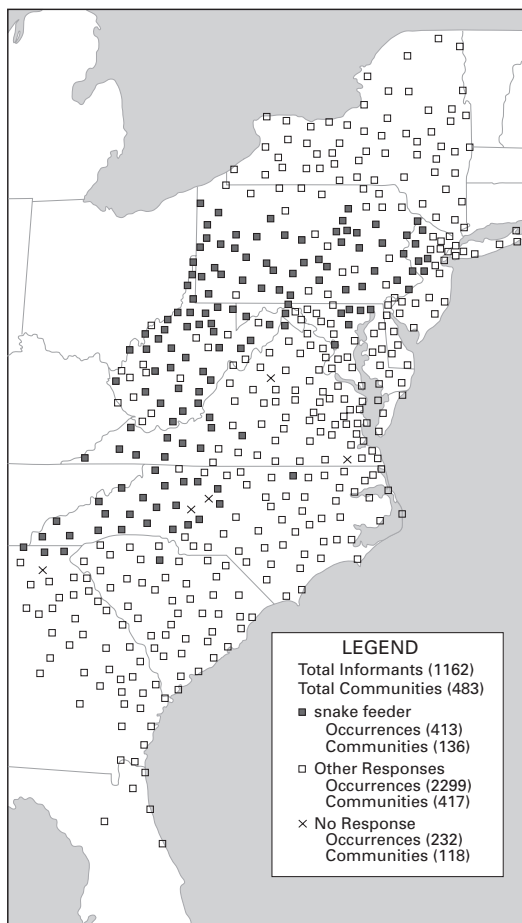 LEGEND
Total Informants (1162)
Total Communities (483)
snake feeder
Occurrences (413)
Communities (136)
Other Responses
Occurrences (2299)
Communities (417)
No Response
Occurrences (232)
Communities (118)